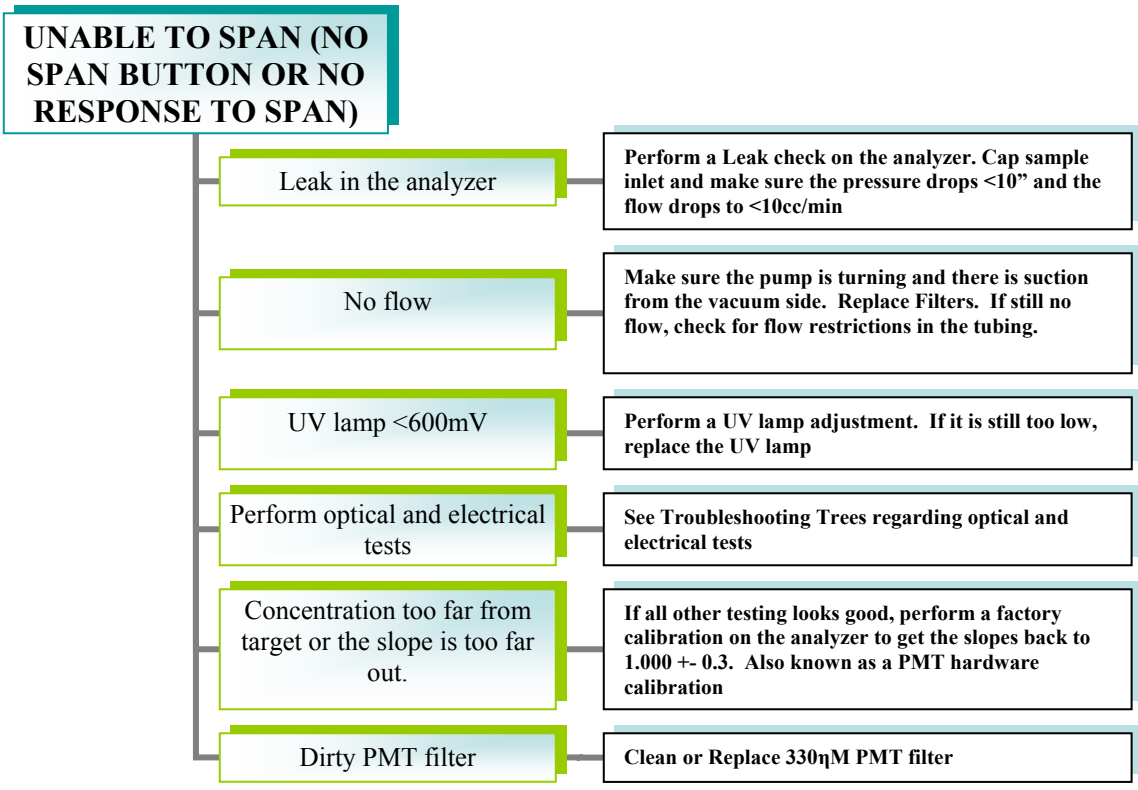 UNABLE TO SPAN (NO
SPAN BUTTON OR NO
RESPONSE TO SPAN)
Leak in the analyzer
Perform a Leak check on the analyzer. Cap sample
inlet and make sure the pressure drops <10” and the
flow drops to <10cc/min
No flow
Make sure the pump is turning and there is suction
from the vacuum side.  Replace Filters.  If still no
flow, check for flow restrictions in the tubing.
UV lamp <600mV
Perform a UV lamp adjustment.  If it is still too low,
replace the UV lamp
Perform optical and electrical
tests
See Troubleshooting Trees regarding optical and
electrical tests
Concentration too far from
target or the slope is too far
out.
If all other testing looks good, perform a factory
calibration on the analyzer to get the slopes back to
1.000 +- 0.3.  Also known as a PMT hardware
calibration
Dirty PMT filter
Clean or Replace 330ηM PMT filter